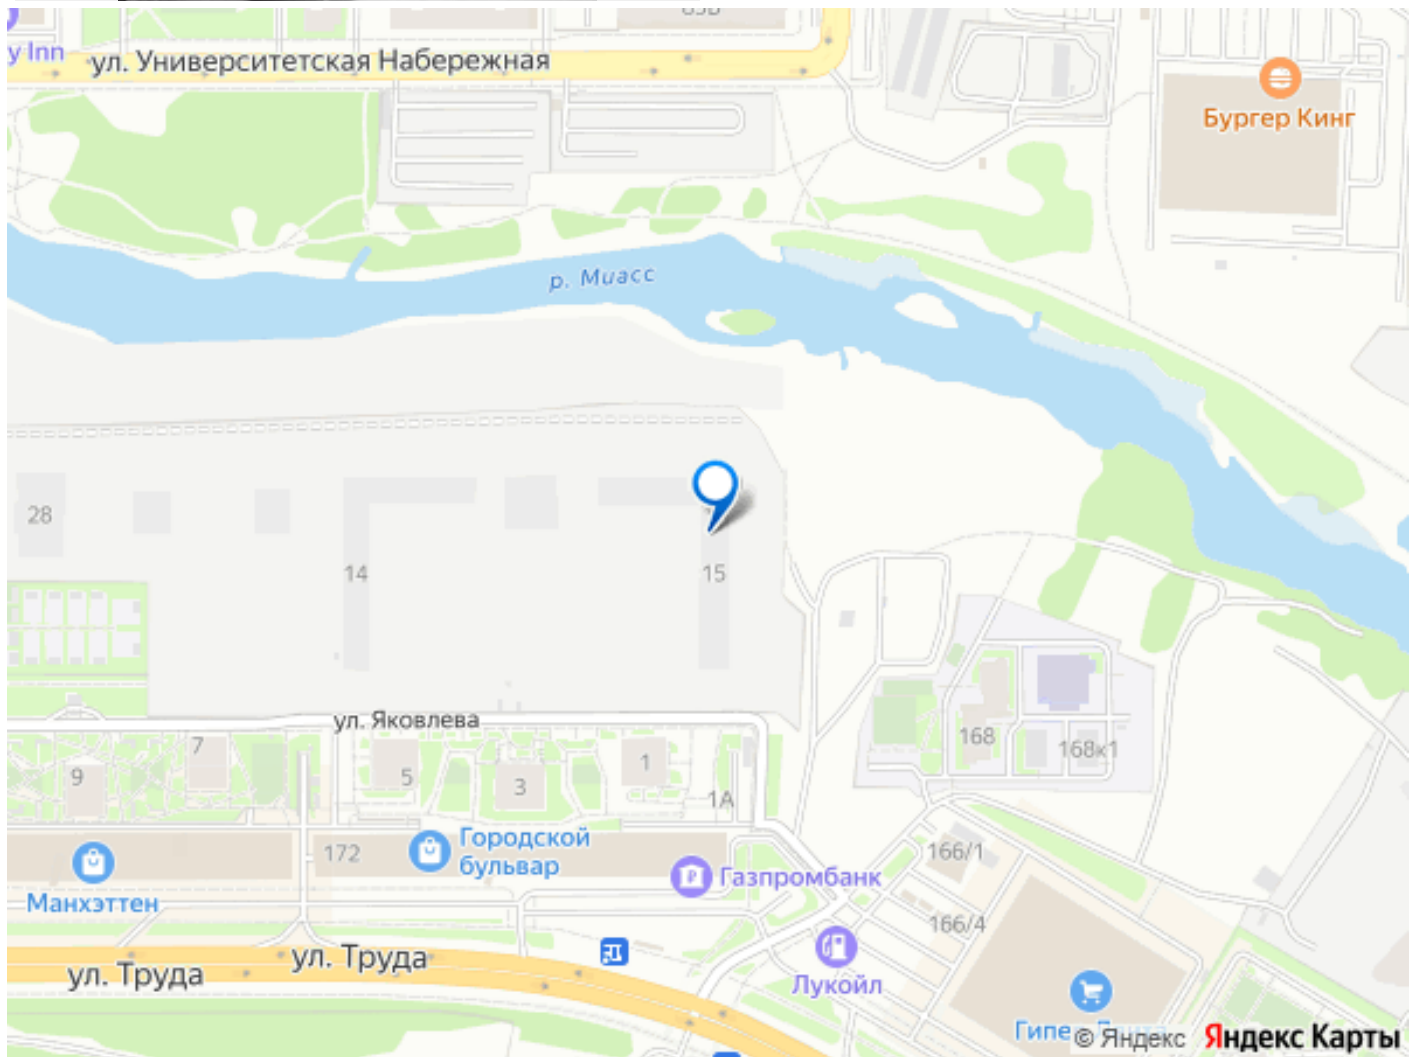 y Inn
ул. Университетская Набережная
Бургер Кинг
р. Миасс
28
14
15
ул. Яковлева
7
9
5
3
1
1А
168
168к1
172
Городской
бульвар
Манхэттен
Газпромбанк
166/1
166/4
Лукойл
ул. Труда
ул. Труда
© Яндекс
Яндекс Карты